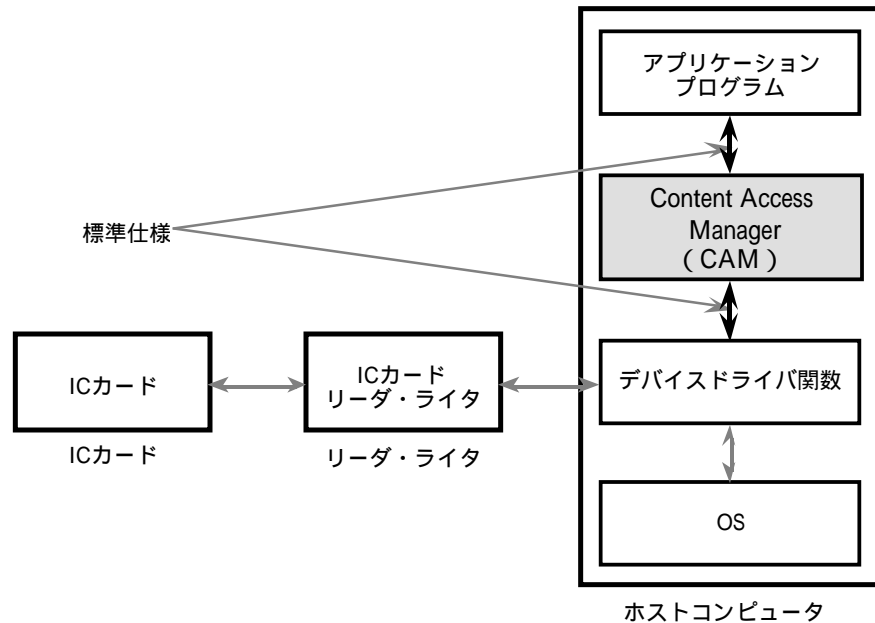 アプリケーション
プログラム
Content Access
Manager
(CAM)
標準仕様
ICカード
ICカード
リーダ・ライタ
デバイスドライバ関数
ICカード
リーダ・ライタ
OS
ホストコンピュータ